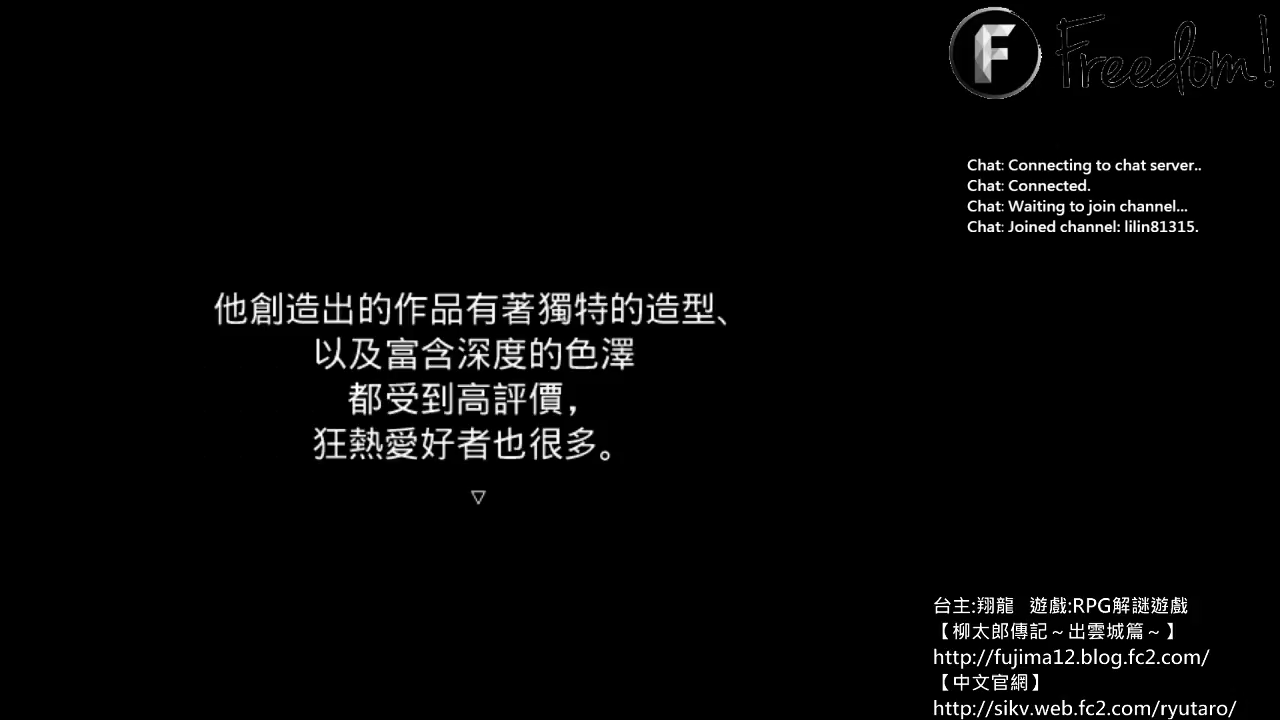 F Freedom!
Chat: Connecting to chat server..
Chat: Connected.
Chat: Waiting to join channel...
Chat: Joined channel: lilin81315.
他創造出的作品有著獨特的造型、
以及富含深度的色澤
都受到高評價，
狂熱愛好者也很多。
▽
台主:翔龍 遊戲:RPG解謎遊戲
【柳太郎傳記～出雲城篇～】
http://fujima12.blog.fc2.com/
【中文官網】
http://sikv.web.fc2.com/ryutaro/